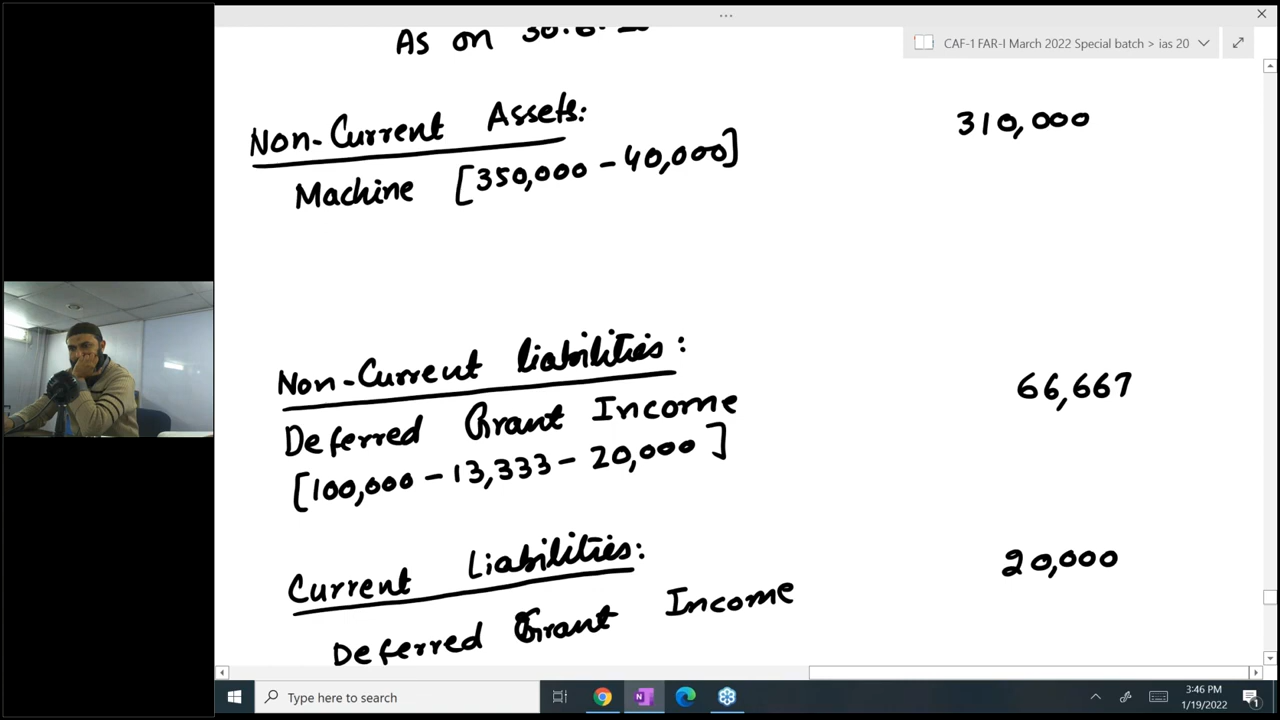 CAF-1 FAR-I March 2022 Special batch > ias 20
As on 30.6.
Non-Current Assets:
310,000
Machine [350,000 - 40,000]
Non-Current Liabilities:
Deferred Grant Income
66,667
[100,000 - 13,333 - 20,000]
Current Liabilities:
20,000
Deferred Grant Income
Type here to search
3:46 PM
1/19/2022